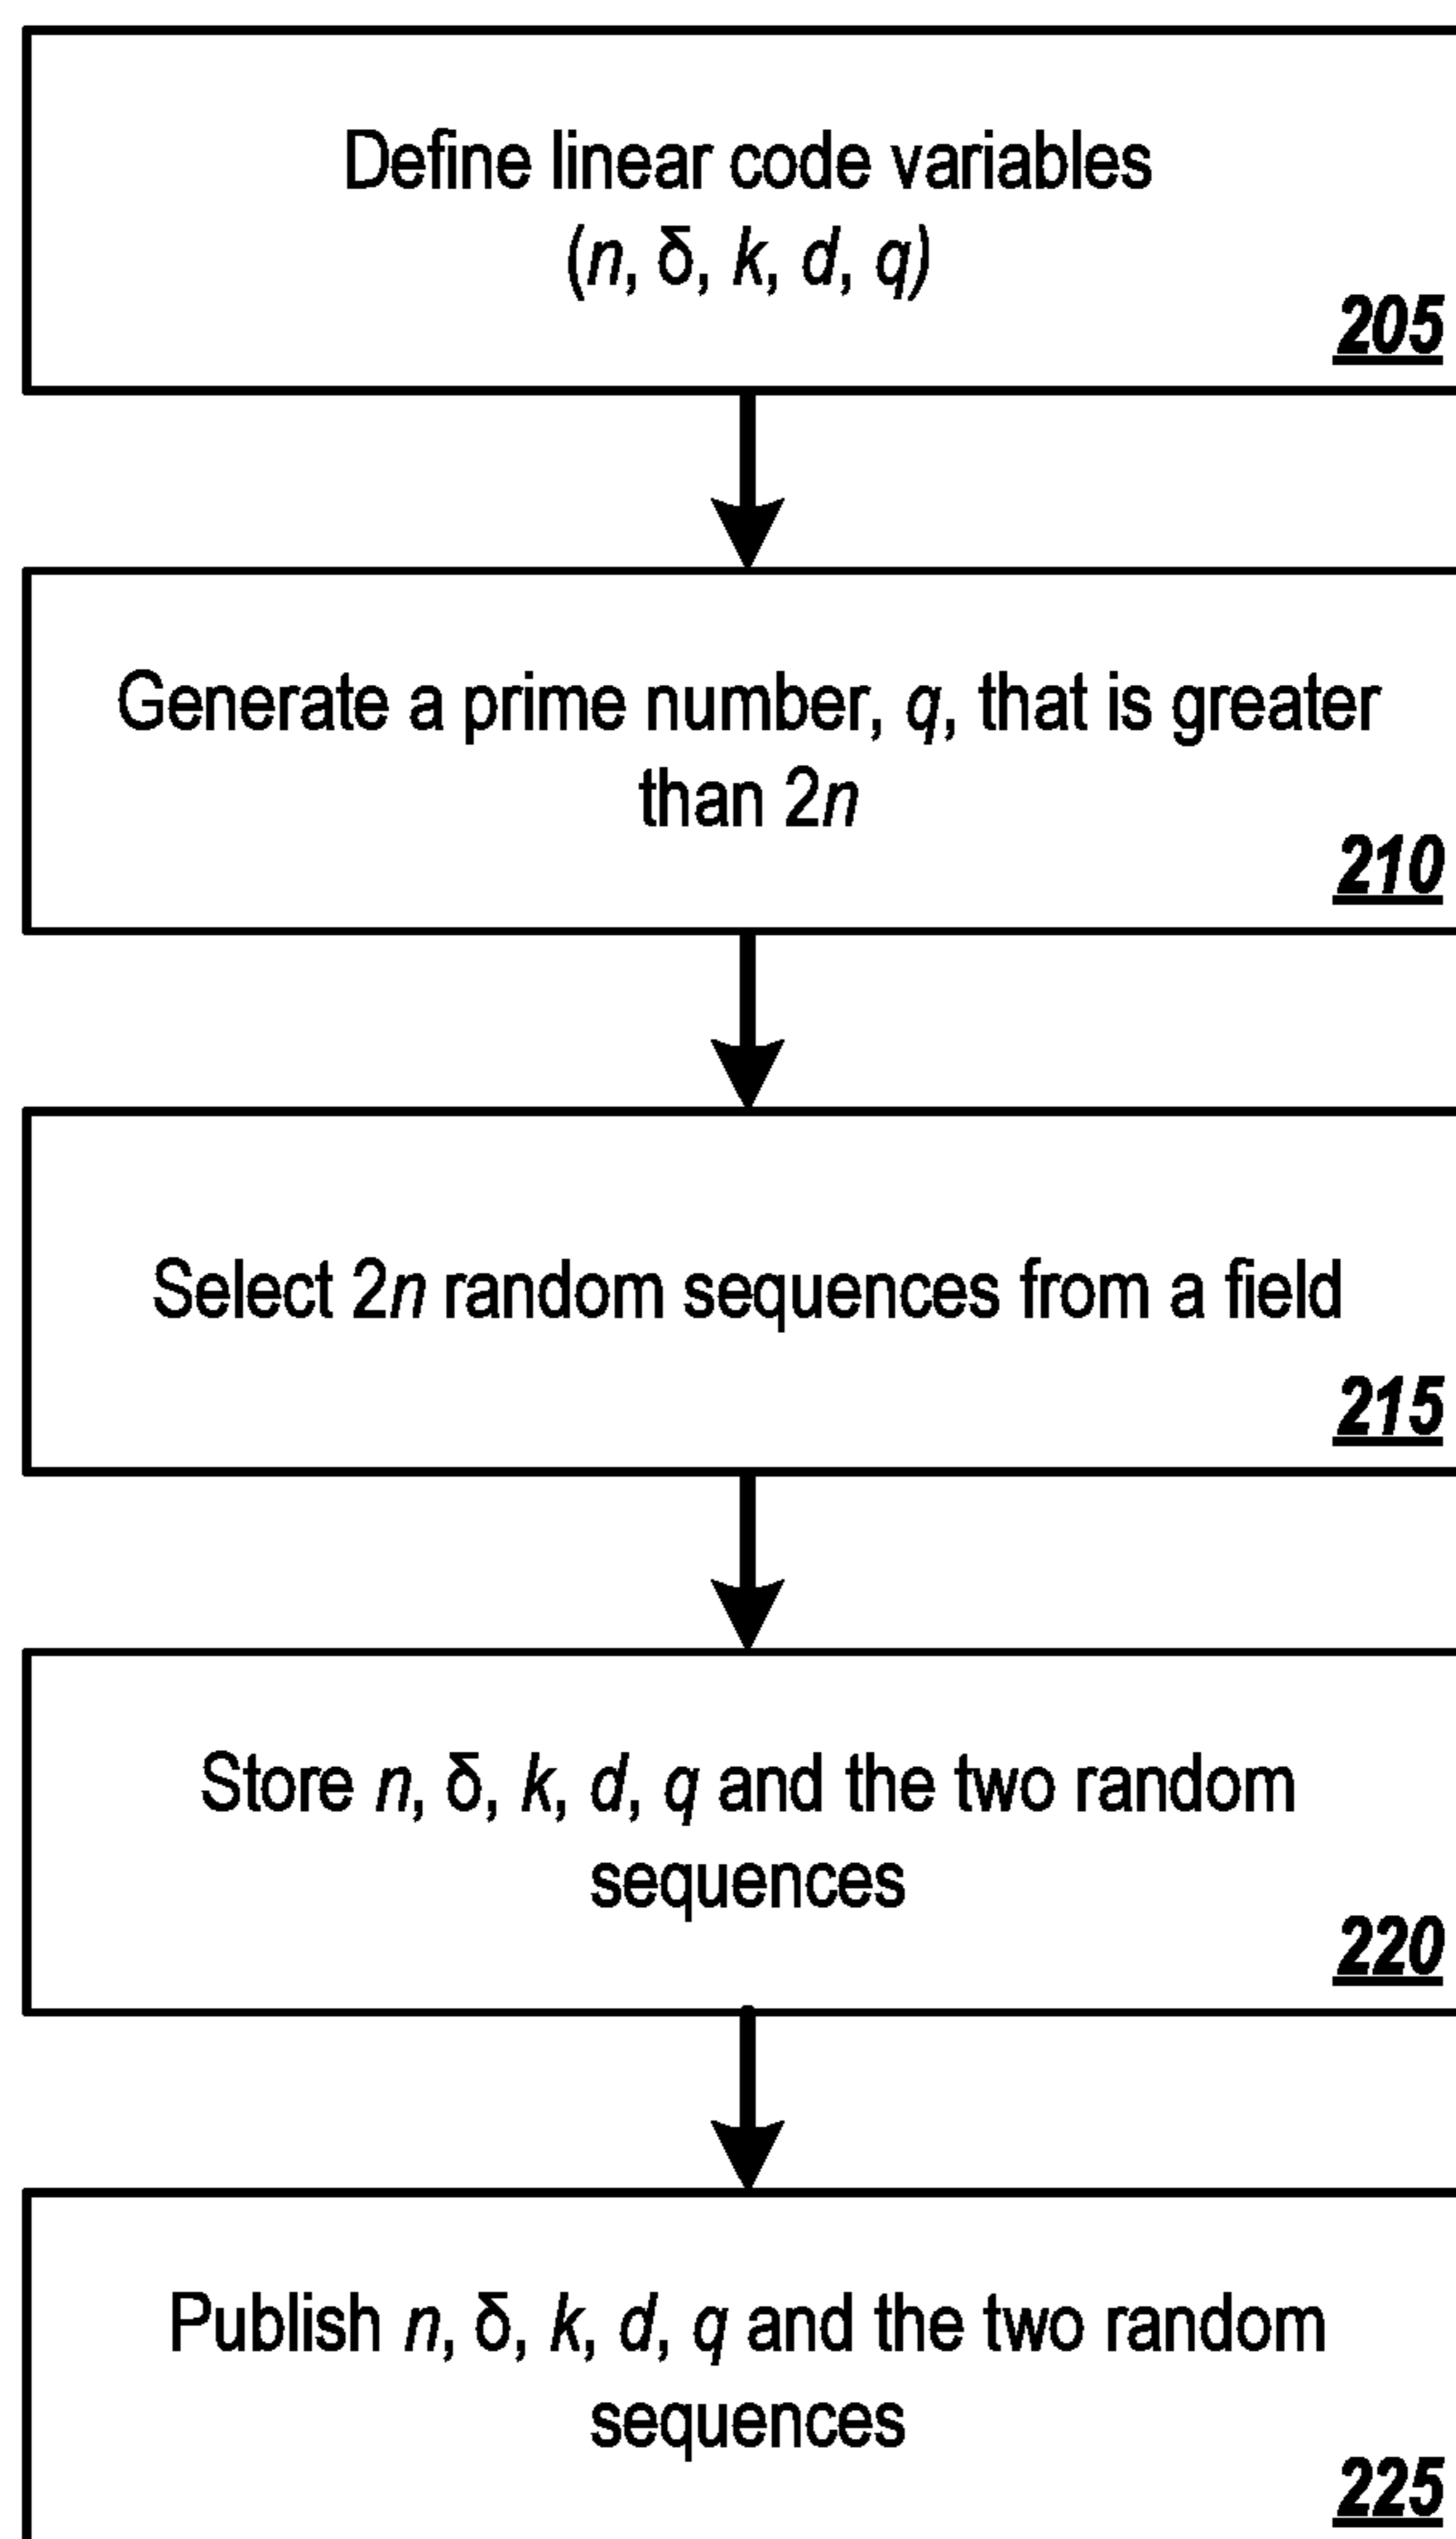 Define linear code variables
(n, δ, k, d, q)
205
Generate a prime number, q, that is greater
than 2n
210
Select 2n random sequences from a field
215
Store n, δ, k, d, q and the two random
sequences
220
Publish n, δ, k, d, q and the two random
sequences
225